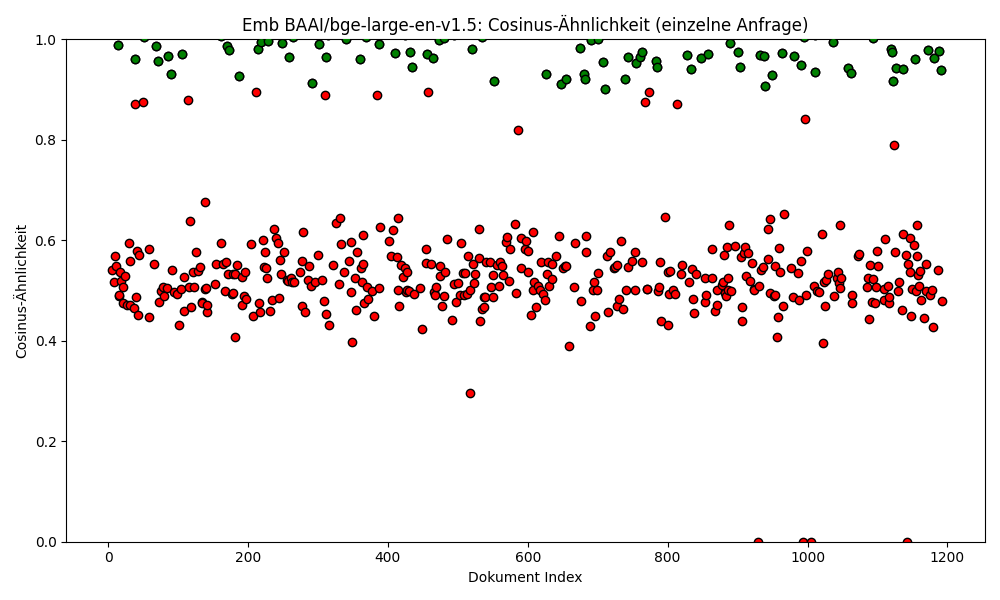 Emb BAAI/bge-large-en-v1.5: Cosinus-Ähnlichkeit (einzelne Anfrage)
1.0
0.8
0.6
0.4
0.2
0.0
Cosinus-Ähnlichkeit
0 200 400 600 800 1000 1200
Dokument Index